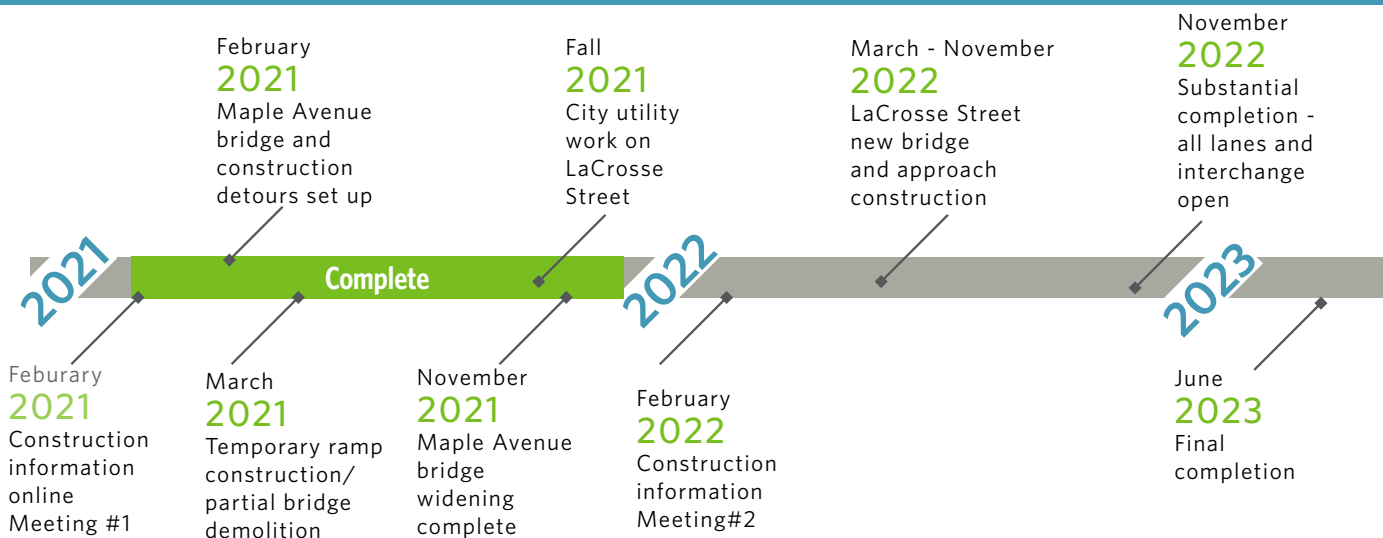 February
2021
Maple Avenue
bridge and
construction
detours set up
Fall
2021
City utility
work on
LaCrosse
Street
March - November
2022
LaCrosse Street
new bridge
and approach
construction
November
2022
Substantial
completion -
all lanes and
interchange
open
2021
Complete
2022
2023
Feburary
2021
Construction
information
online
Meeting #1
March
2021
Temporary ramp
construction/
partial bridge
demolition
November
2021
Maple Avenue
bridge
widening
complete
February
2022
Construction
information
Meeting#2
June
2023
Final
completion